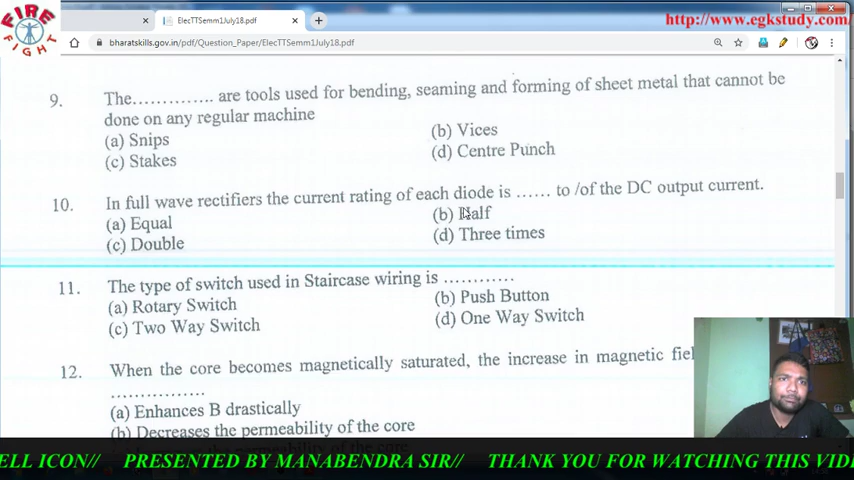 FIRE
FIGHT
ElecTTSemm1July18.pdf
http://www.egkstudy.com
bharatskills.gov.in/pdf/Question_Paper/ElecTTSemm1July18.pdf
9. The.............. are tools used for bending, seaming and forming of sheet metal that cannot be
done on any regular machine
(a) Snips (b) Vices
(c) Stakes (d) Centre Punch
10. In full wave rectifiers the current rating of each diode is ...... to /of the DC output current.
(a) Equal (b) Half
(c) Double (d) Three times
11. The type of switch used in Staircase wiring is ............
(a) Rotary Switch (b) Push Button
(c) Two Way Switch (d) One Way Switch
12. When the core becomes magnetically saturated, the increase in magnetic
................
(a) Enhances B drastically
(b) Decreases the permeability of the core
ELL ICON// PRESENTED BY MANABENDRA SIR// THANK YOU FOR WATCHING THIS